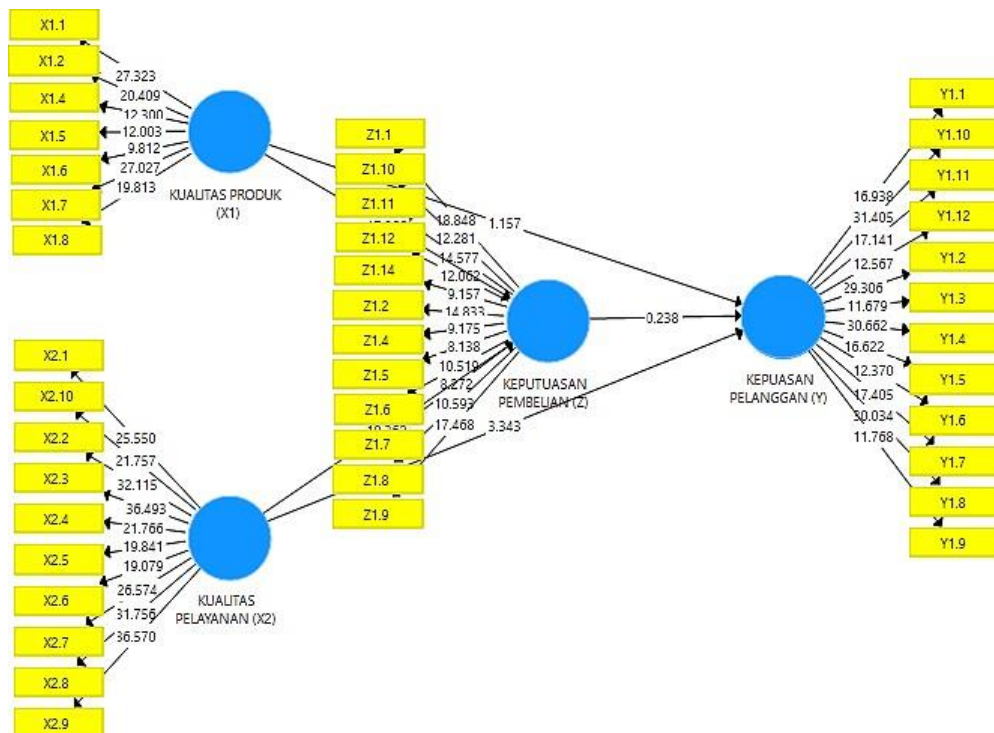 X1.1
X1.2
X1.4
X1.5
X1.6
X1.7
X1.8
27.323
20.409
12.300
12.003
9.812
27.027
19.813
KUALITAS PRODUK
(X1)
X2.1
X2.10
X2.2
X2.3
X2.4
X2.5
X2.6
X2.7
X2.8
X2.9
25.550
21.757
32.115
36.493
21.766
19.841
19.079
26.574
31.756
36.570
KUALITAS
PELAYANAN (X2)
Z1.1
Z1.10
Z1.11
Z1.12
Z1.14
Z1.2
Z1.4
Z1.5
Z1.6
Z1.7
Z1.8
Z1.9
18.848
12.281
14.577
12.062
9.157
14.833
9.175
8.138
10.519
8.272
10.593
17.468
KEPUTUASAN
PEMBELIAN (Z)
1.157
0.238
3.343
KEPUASAN
PELANGGAN (Y)
16.938
31.405
17.141
12.567
29.306
11.679
30.662
16.622
12.370
17.405
30.034
11.768
Y1.1
Y1.10
Y1.11
Y1.12
Y1.2
Y1.3
Y1.4
Y1.5
Y1.6
Y1.7
Y1.8
Y1.9